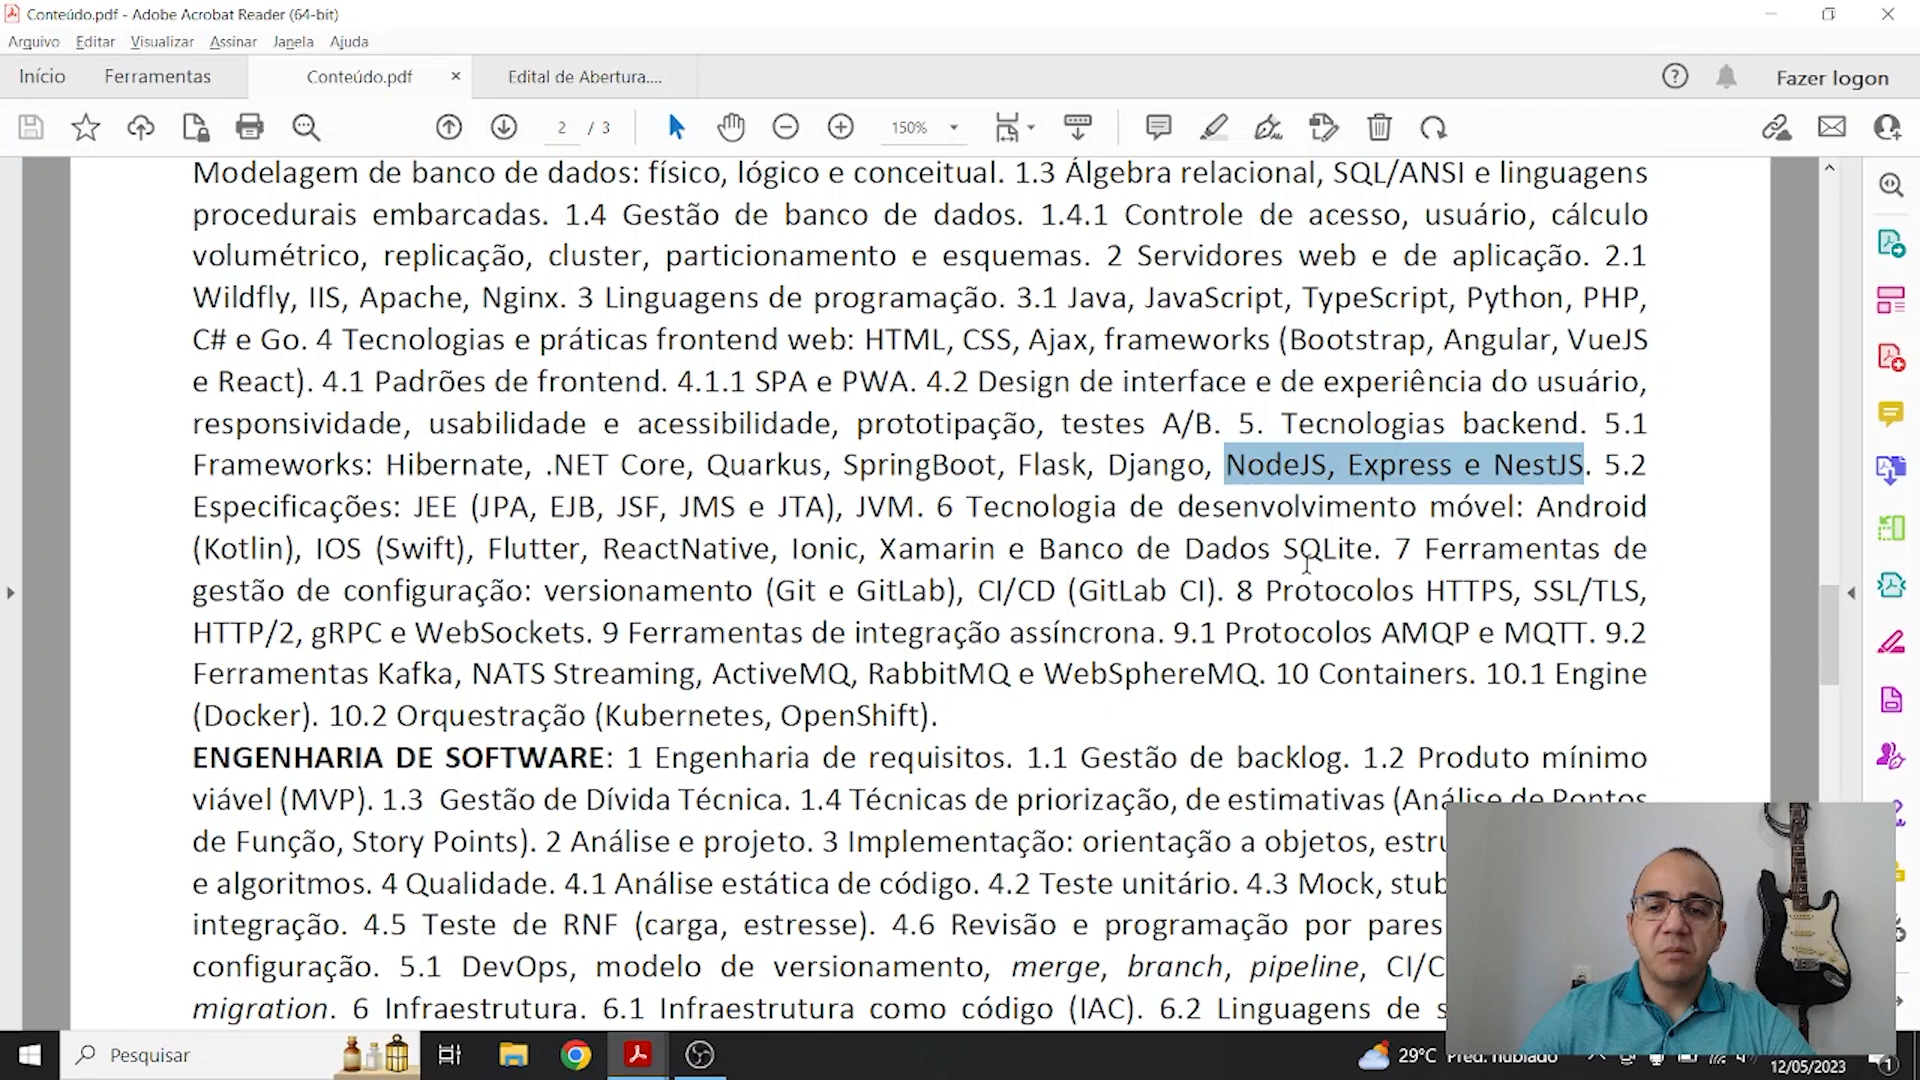 Conteúdo.pdf - Adobe Acrobat Reader (64-bit)
Arquivo Editar Visualizar Assinar Janela Ajuda
Início Ferramentas Conteúdo.pdf Edital de Abertura.... Fazer logon
2 / 3 150%
Modelagem de banco de dados: físico, lógico e conceitual. 1.3 Álgebra relacional, SQL/ANSI e linguagens
procedurais embarcadas. 1.4 Gestão de banco de dados. 1.4.1 Controle de acesso, usuário, cálculo
volumétrico, replicação, cluster, particionamento e esquemas. 2 Servidores web e de aplicação. 2.1
Wildfly, IIS, Apache, Nginx. 3 Linguagens de programação. 3.1 Java, JavaScript, TypeScript, Python, PHP,
C# e Go. 4 Tecnologias e práticas frontend web: HTML, CSS, Ajax, frameworks (Bootstrap, Angular, VueJS
e React). 4.1 Padrões de frontend. 4.1.1 SPA e PWA. 4.2 Design de interface e de experiência do usuário,
responsividade, usabilidade e acessibilidade, prototipação, testes A/B. 5. Tecnologias backend. 5.1
Frameworks: Hibernate, .NET Core, Quarkus, SpringBoot, Flask, Django, NodeJS, Express e NestJS. 5.2
Especificações: JEE (JPA, EJB, JSF, JMS e JTA), JVM. 6 Tecnologia de desenvolvimento móvel: Android
(Kotlin), IOS (Swift), Flutter, ReactNative, Ionic, Xamarin e Banco de Dados SQLite. 7 Ferramentas de
gestão de configuração: versionamento (Git e GitLab), CI/CD (GitLab CI). 8 Protocolos HTTPS, SSL/TLS,
HTTP/2, gRPC e WebSockets. 9 Ferramentas de integração assíncrona. 9.1 Protocolos AMQP e MQTT. 9.2
Ferramentas Kafka, NATS Streaming, ActiveMQ, RabbitMQ e WebSphereMQ. 10 Containers. 10.1 Engine
(Docker). 10.2 Orquestração (Kubernetes, OpenShift).
ENGENHARIA DE SOFTWARE: 1 Engenharia de requisitos. 1.1 Gestão de backlog. 1.2 Produto mínimo
viável (MVP). 1.3 Gestão de Dívida Técnica. 1.4 Técnicas de priorização, de estimativas (Análise de Pontos
de Função, Story Points). 2 Análise e projeto. 3 Implementação: orientação a objetos, estru
e algoritmos. 4 Qualidade. 4.1 Análise estática de código. 4.2 Teste unitário. 4.3 Mock, stub
integração. 4.5 Teste de RNF (carga, estresse). 4.6 Revisão e programação por pares
configuração. 5.1 DevOps, modelo de versionamento, merge, branch, pipeline, CI/C
migration. 6 Infraestrutura. 6.1 Infraestrutura como código (IAC). 6.2 Linguagens de s
Pesquisar 29°C Pred. nublado
12/05/2023 1